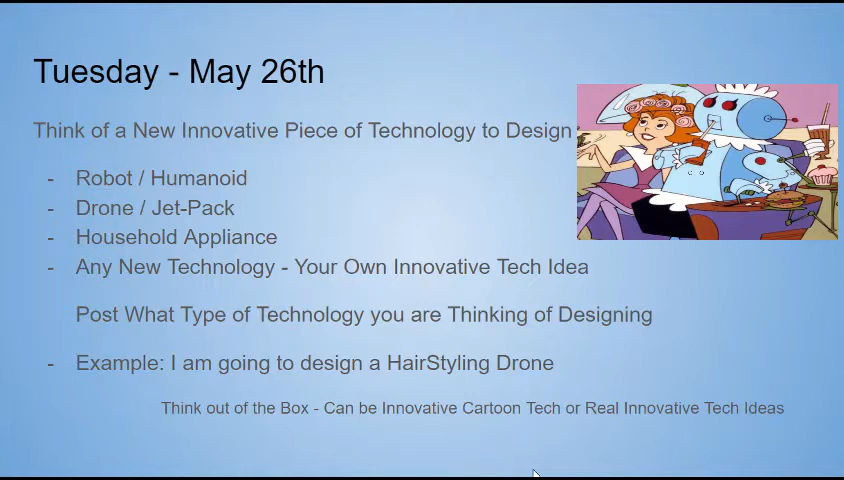 Tuesday - May 26th
Think of a New Innovative Piece of Technology to Design
- Robot / Humanoid
- Drone / Jet-Pack
- Household Appliance
- Any New Technology - Your Own Innovative Tech Idea
Post What Type of Technology you are Thinking of Designing
- Example: I am going to design a HairStyling Drone
Think out of the Box - Can be Innovative Cartoon Tech or Real Innovative Tech Ideas